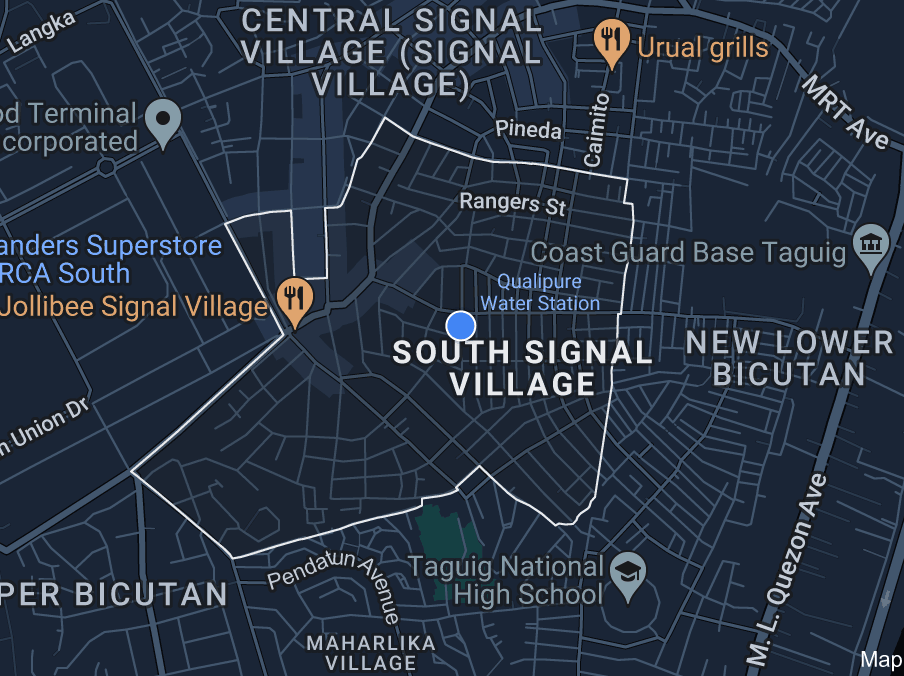 Langka
CENTRAL SIGNAL
VILLAGE (SIGNAL
VILLAGE)
Urual grills
MRT Ave
od Terminal
corporated
Pineda
Caimito
Rangers St
anders Superstore
RCA South
Coast Guard Base Taguig
Qualipure
Water Station
Jollibee Signal Village
SOUTH SIGNAL
VILLAGE
NEW LOWER
BICUTAN
n Union Dr
M. L. Quezon Ave
Taguig National
High School
Pendatun Avenue
PER BICUTAN
MAHARLIKA
VILLAGE
Map